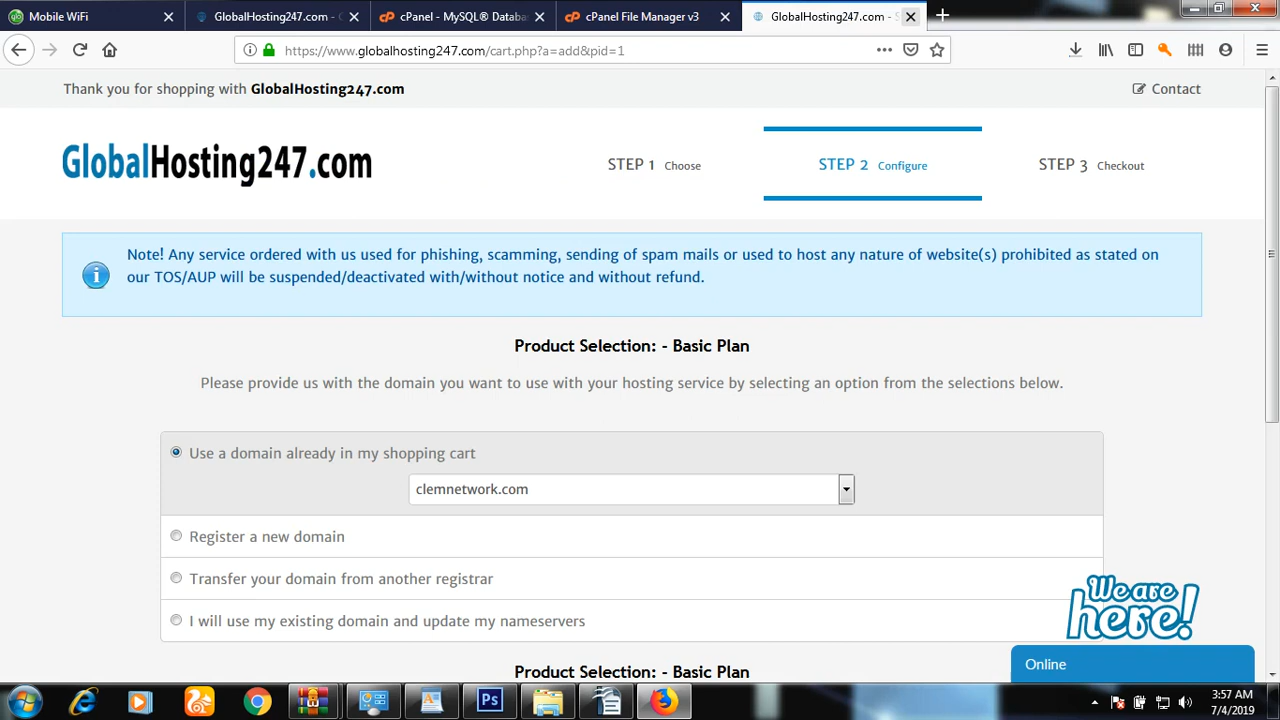 Mobile WiFi
GlobalHosting247.com - C
cPanel - MySQL® Databa
cPanel File Manager v3
GlobalHosting247.com - S
https://www.globalhosting247.com/cart.php?a=add&pid=1
Thank you for shopping with GlobalHosting247.com
Contact
GlobalHosting247.com
STEP 1 Choose
STEP 2 Configure
STEP 3 Checkout
Note! Any service ordered with us used for phishing, scamming, sending of spam mails or used to host any nature of website(s) prohibited as stated on
our TOS/AUP will be suspended/deactivated with/without notice and without refund.
Product Selection: - Basic Plan
Please provide us with the domain you want to use with your hosting service by selecting an option from the selections below.
Use a domain already in my shopping cart
clemnetwork.com
Register a new domain
Transfer your domain from another registrar
I will use my existing domain and update my nameservers
We are
here!
Product Selection: - Basic Plan
Online
Ps
3:57 AM
7/4/2019